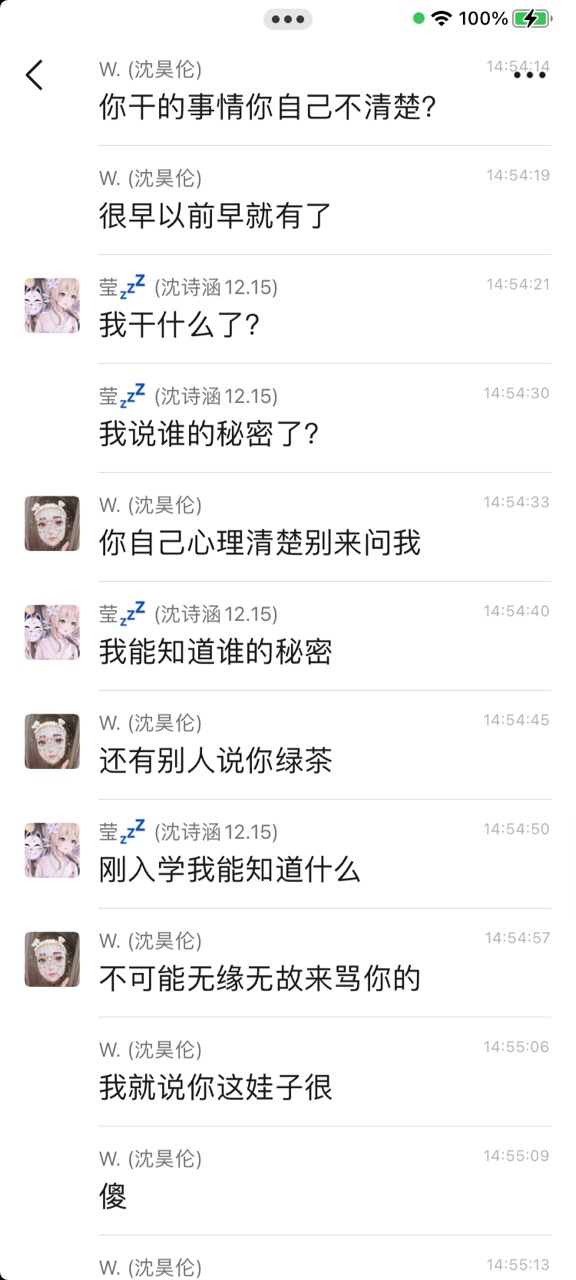 100%
W. (沈昊伦)
14:54:14
你干的事情你自己不清楚?
W. (沈昊伦)
14:54:19
很早以前早就有了
莹zzZ (沈诗涵12.15)
14:54:21
我干什么了?
莹zzZ (沈诗涵12.15)
14:54:30
我说谁的秘密了?
W. (沈昊伦)
14:54:33
你自己心理清楚别来问我
莹zzZ (沈诗涵12.15)
14:54:40
我能知道谁的秘密
W. (沈昊伦)
14:54:45
还有别人说你绿茶
莹zzZ (沈诗涵12.15)
14:54:50
刚入学我能知道什么
W. (沈昊伦)
14:54:57
不可能无缘无故来骂你的
W. (沈昊伦)
14:55:06
我就说你这娃子很
W. (沈昊伦)
14:55:09
傻
W. (沈昊伦)
14:55:13